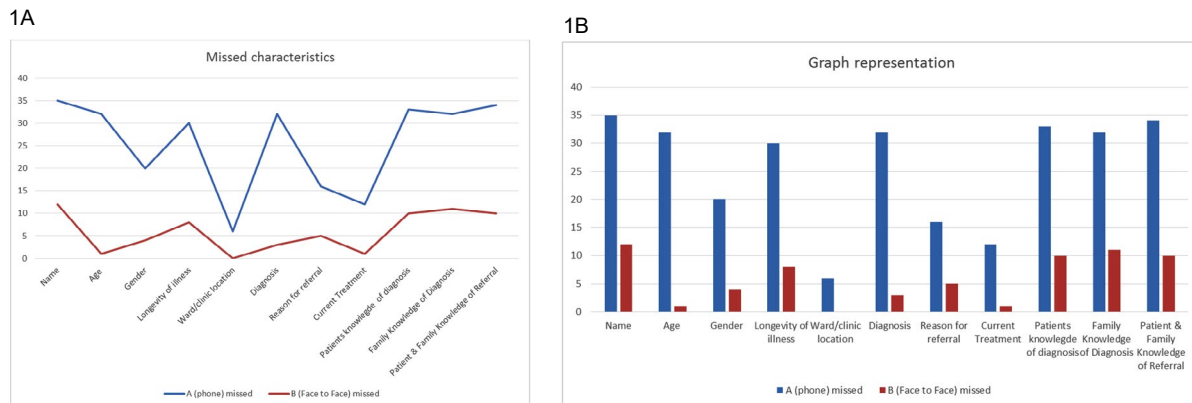 1A
Missed characteristics
40
35
30
25
20
15
10
5
0
Name
Age
Gender
Longevity of illness
Ward/clinic location
Diagnosis
Reason for referral
Current Treatment
Patients knowlegde of diagnosis
Family Knowledge of Diagnosis
Patient & Family Knowledge of Referral
A (phone) missed
B (Face to Face) missed
1B
Graph representation
40
35
30
25
20
15
10
5
0
Name
Age
Gender
Longevity of
illness
Ward/clinic
location
Diagnosis
Reason for
referral
Current
Treatment
Patients
knowlegde
of diagnosis
Family
Knowledge
of Diagnosis
Patient &
Family
Knowledge
of Referral
A (phone) missed
B (Face to Face) missed